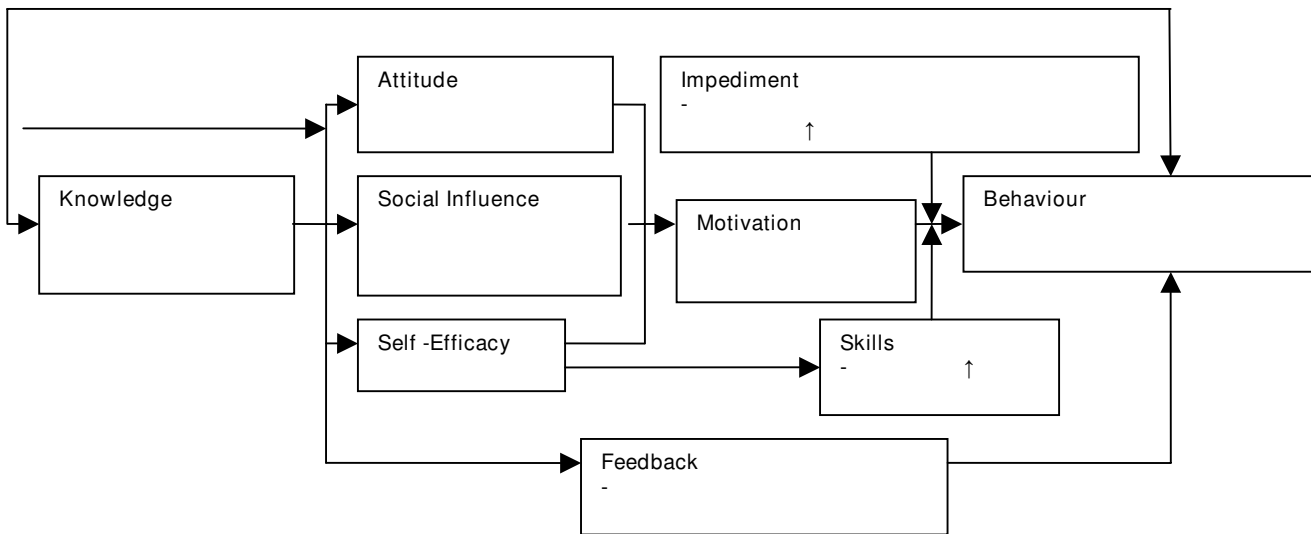 Attitude
Impediment
-
↑
Knowledge
Social Influence
Motivation
Behaviour
Self -Efficacy
Skills
- ↑
Feedback
-